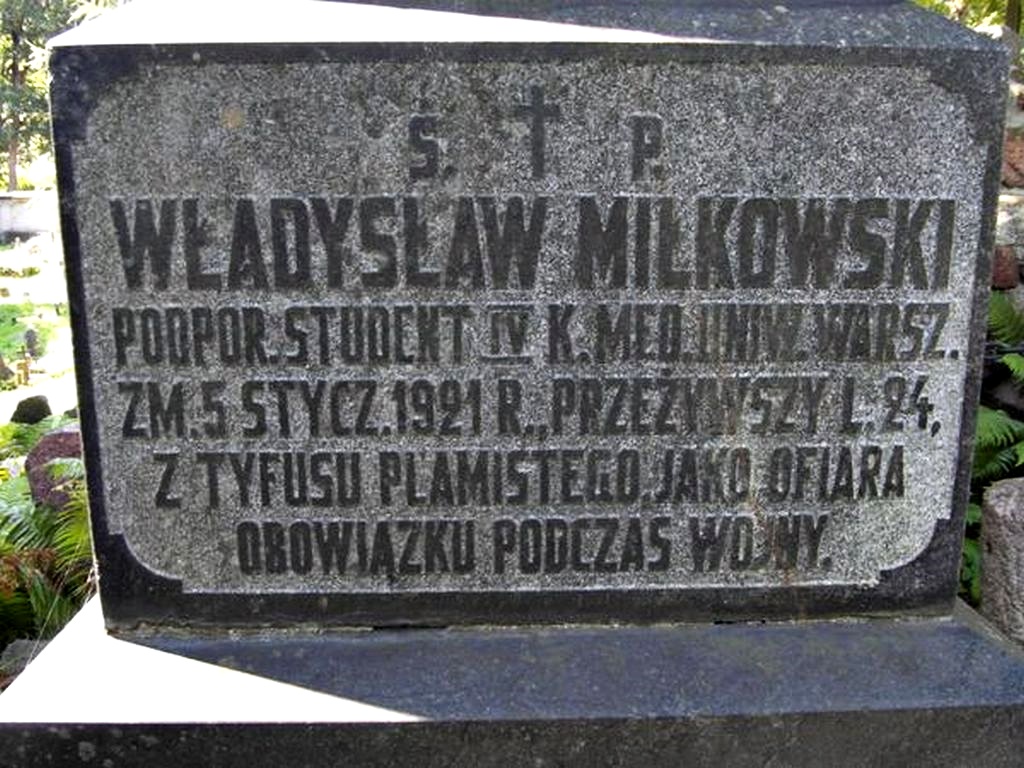 Ś. † P.
WŁADYSŁAW MIŁKOWSKI
PODPOR. STUDENT IV K. MED. UNIW. WARSZ.
ZM. 5 STYCZ. 1921 R., PRZEŻYWSZY L. 24,
Z TYFUSU PLAMISTEGO, JAKO OFIARA
OBOWIĄZKU PODCZAS WOJNY.